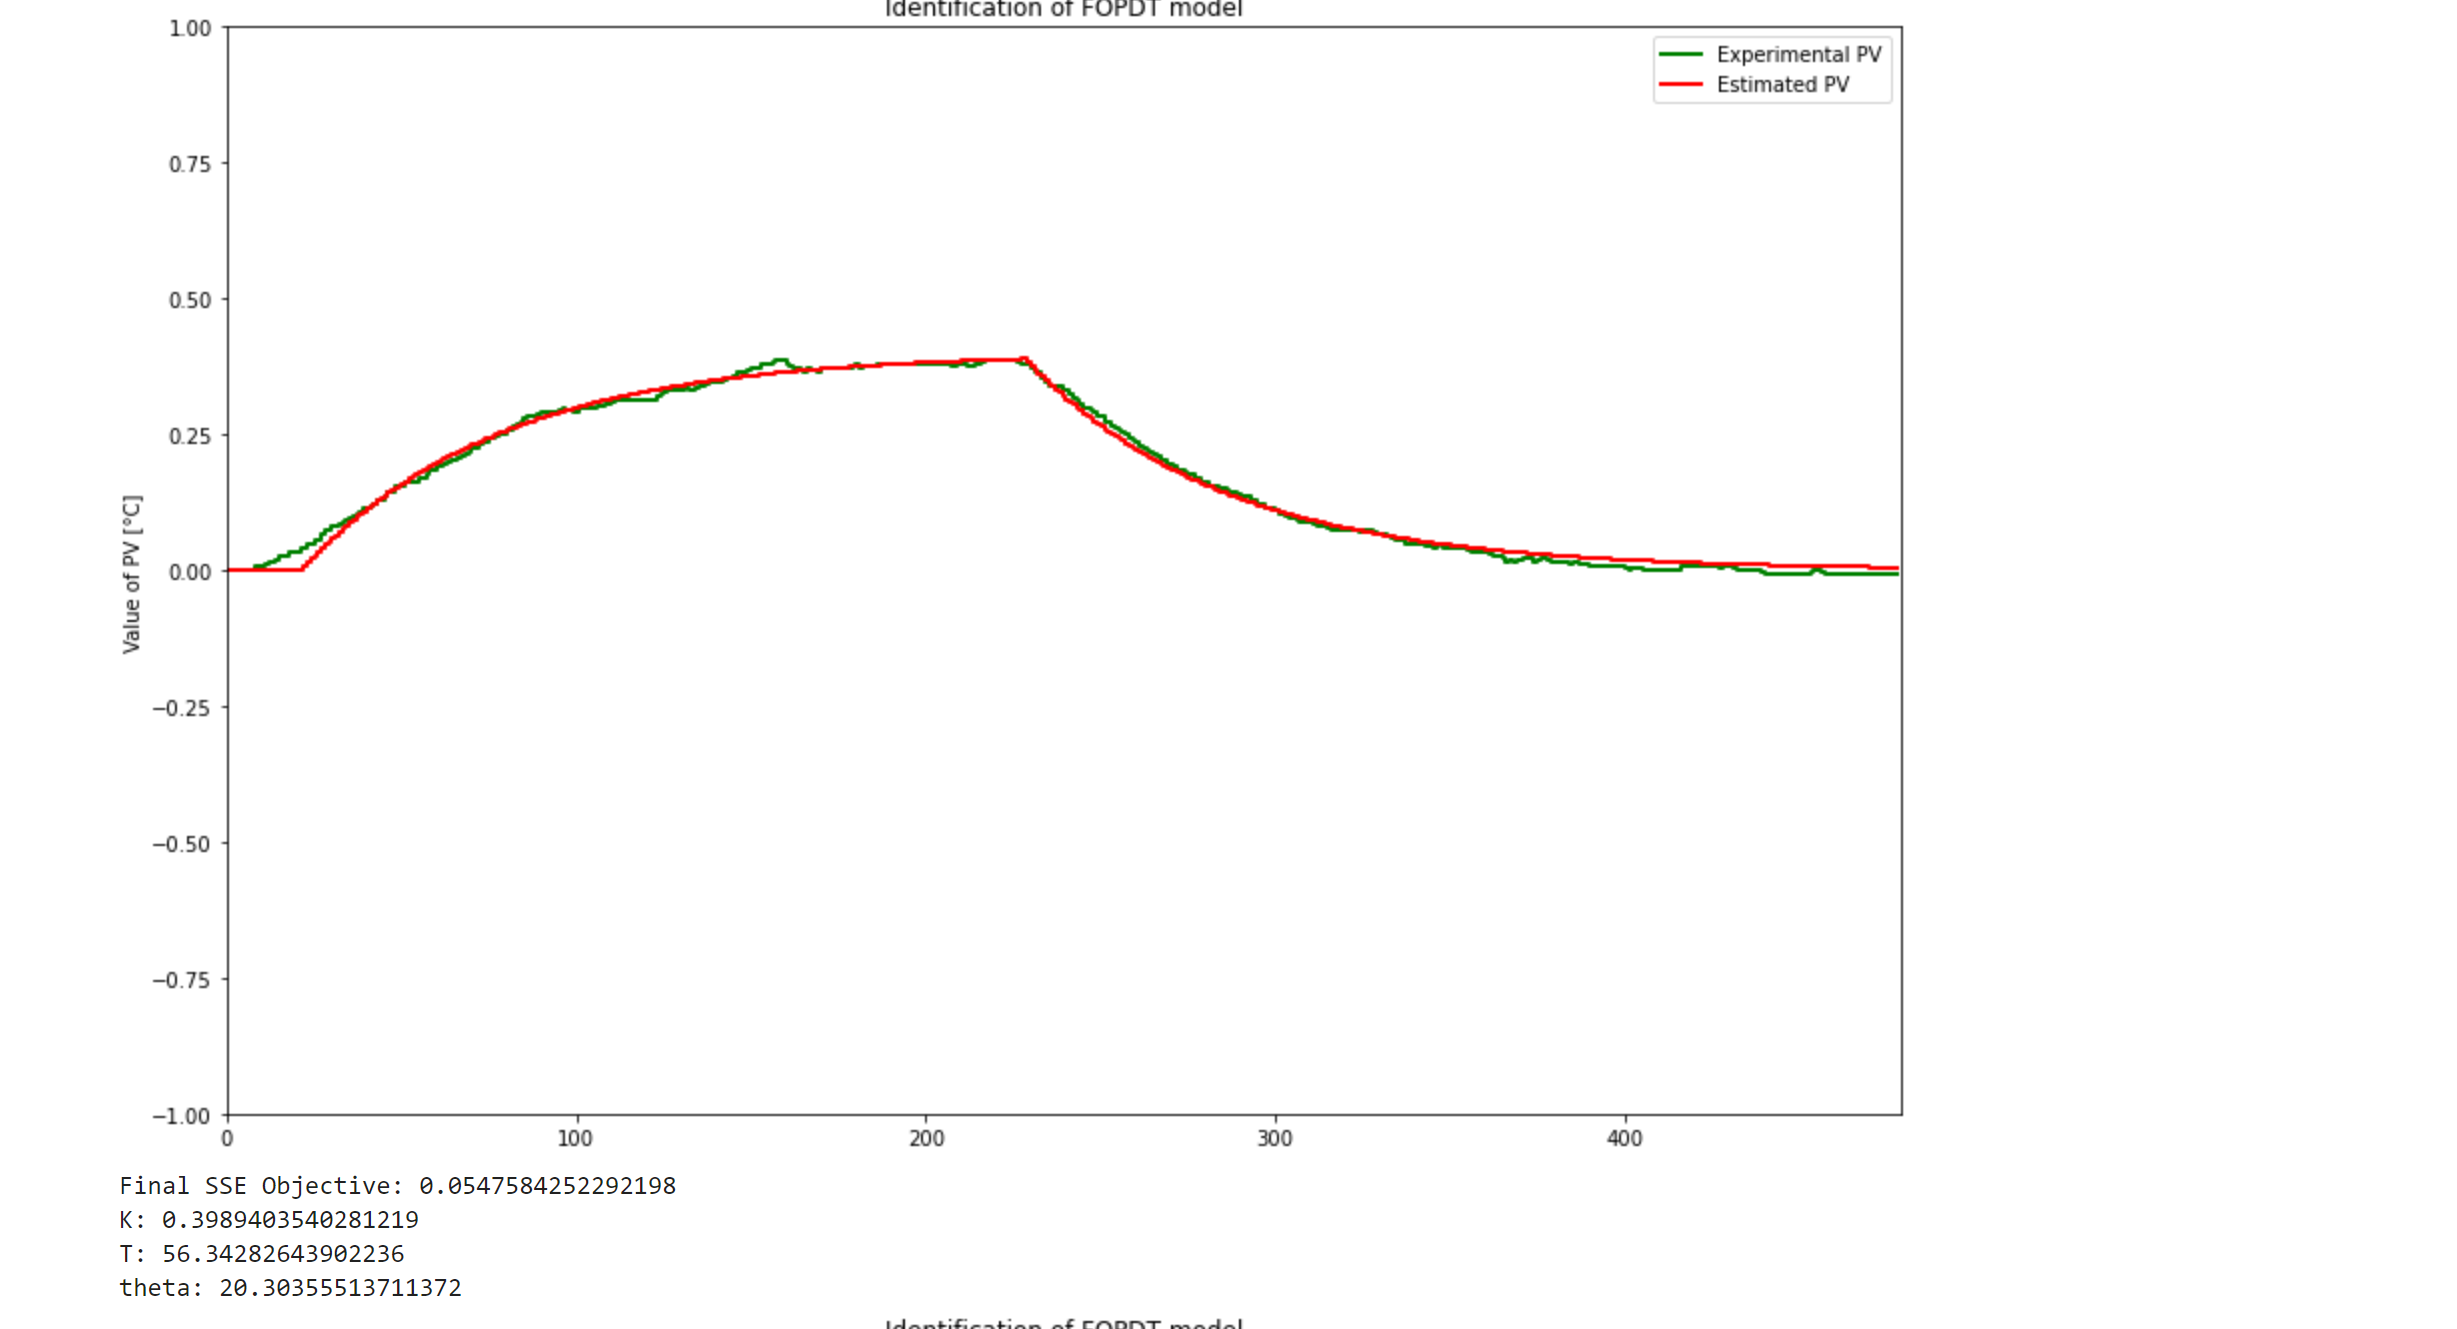 Identification of FOPDT model
Experimental PV
Estimated PV
1.00
0.75
0.50
0.25
0.00
−0.25
−0.50
−0.75
−1.00
Value of PV [°C]
0 100 200 300 400
Final SSE Objective: 0.0547584252292198
K: 0.3989403540281219
T: 56.34282643902236
theta: 20.30355513711372
Identification of FOPDT model